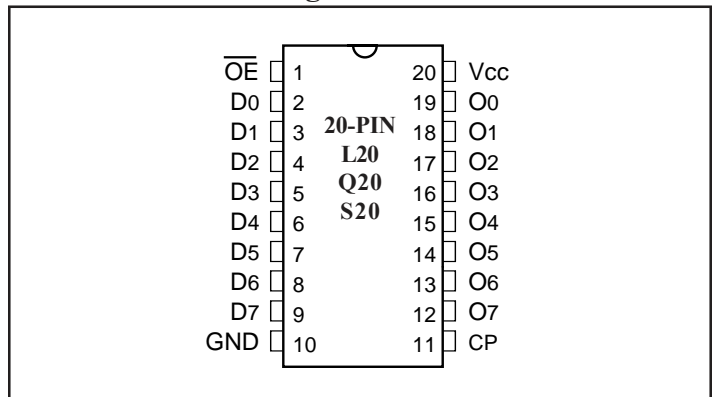 OE 1 20 Vcc
D0 2 19 O0
D1 3 20-PIN 18 O1
D2 4 L20 17 O2
D3 5 Q20 16 O3
D4 6 S20 15 O4
D5 7 14 O5
D6 8 13 O6
D7 9 12 O7
GND 10 11 CP